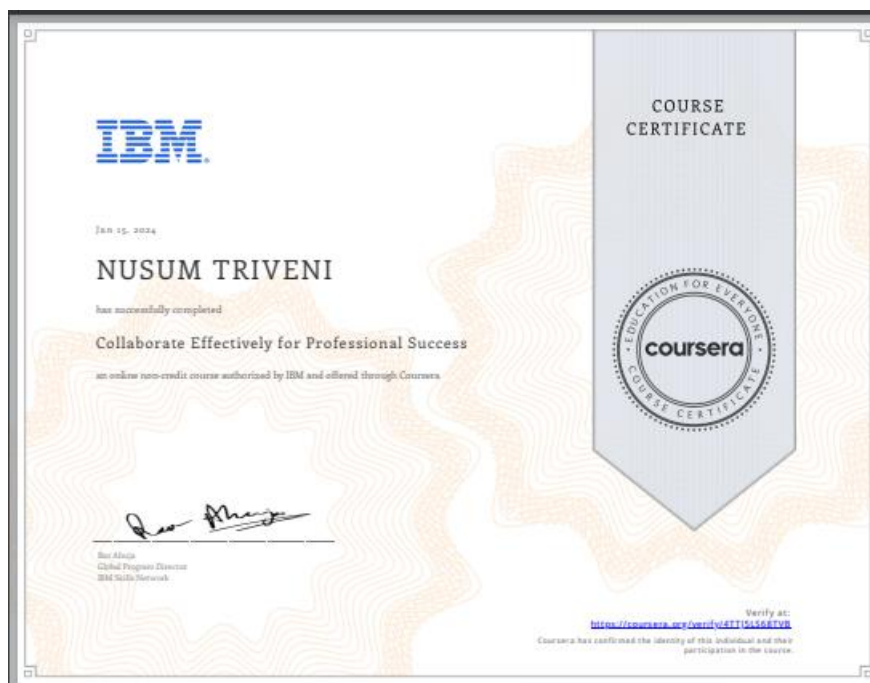 IBM
Jan 15, 2024
NUSUM TRIVENI
has successfully completed
Collaborate Effectively for Professional Success
an online non-credit course authorized by IBM and offered through Coursera
Rav Ahuja
Global Program Director
IBM Skills Network
COURSE
CERTIFICATE
EDUCATION FOR EVERYONE
coursera
COURSE CERTIFICATE
Verify at:
Coursera has confirmed the identity of this individual and their
participation in the course.